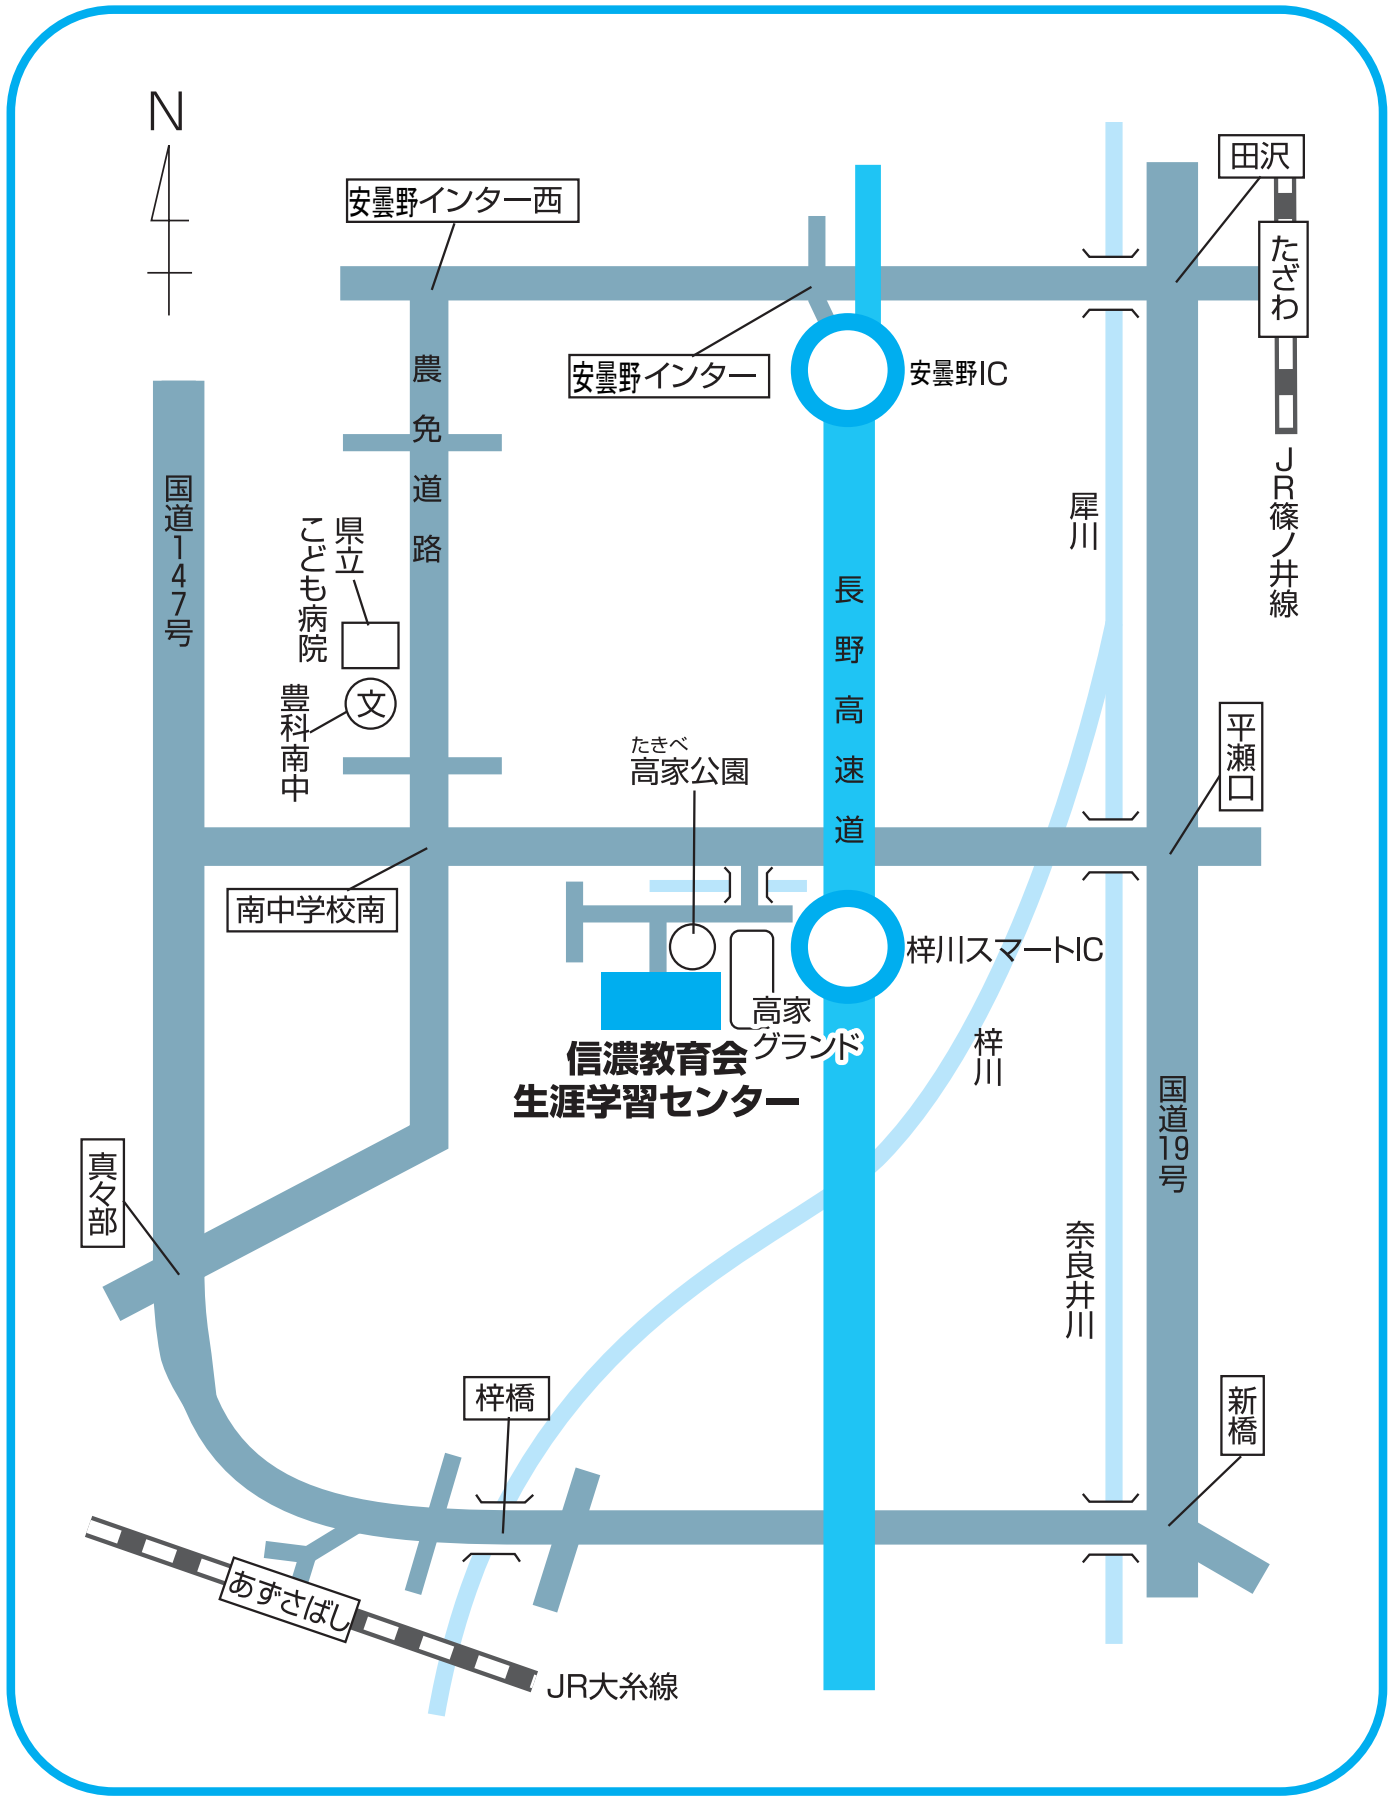 N
田沢
安曇野インター西
たざわ
安曇野インター
安曇野IC
農免道路
JR篠ノ井線
国道147号
犀川
県立
こども病院
長野高速道
文
豊科南中
平瀬口
たきべ
高家公園
南中学校南
梓川スマートIC
高家
グランド
信濃教育会
生涯学習センター
梓川
国道19号
真々部
奈良井川
梓橋
新橋
あずさばし
JR大糸線